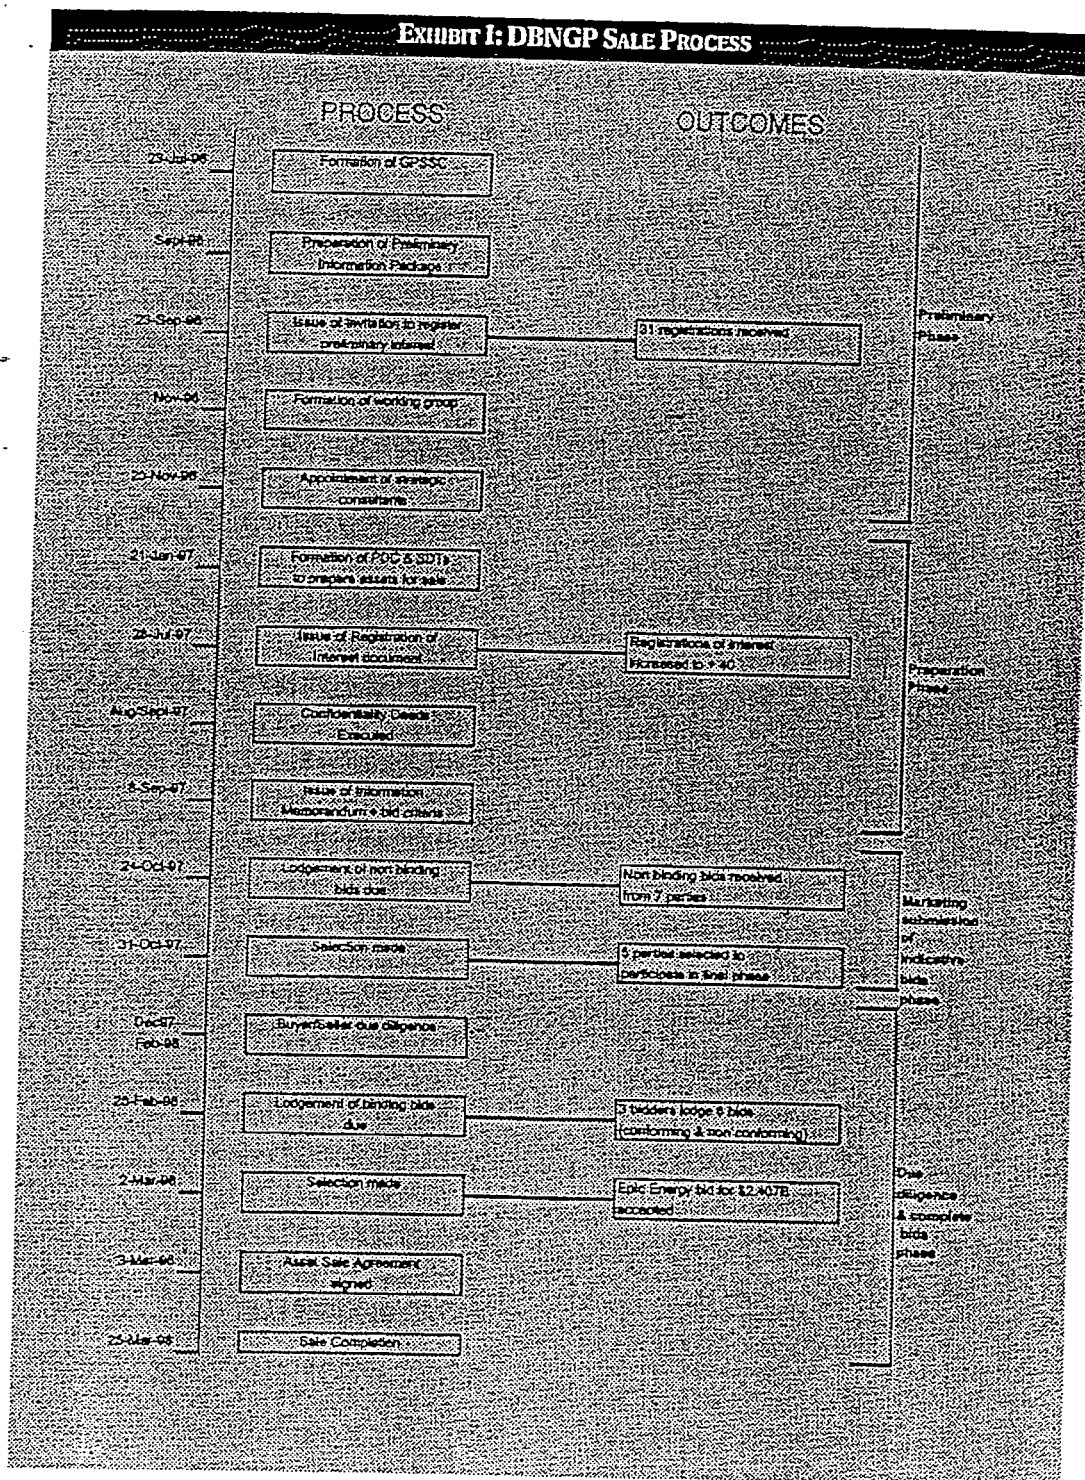 EXHIBIT I: DBNGP SALE PROCESS
PROCESS
OUTCOMES
23-Jul-96
Formation of GPSSC
Sept-96
Preparation of Preliminary
Information Package
23-Sep-96
Issue of invitation to register
preliminary interest
31 registrations received
Preliminary
Phase
Nov-96
Formation of working group
-Nov-96
Appointment of strategic
consultants
21-Jan-97
Formation of PDC & SDTs
to prepare assets for sale
-Jul-97
Issue of Registration of
Interest document
Registrations of interest
increased to + 40
Preparation
Phase
Aug/Sept-97
Confidentiality Deeds
Executed
-Sep-97
Issue of Information
Memorandum + bid criteria
24-Oct-97
Lodgement of non binding
bids due
Non binding bids received
from 7 parties
Marketing
submission
of
indicative
bids
phase
31-Oct-97
Selection made
5 parties selected to
participate in final phase
Dec97-
Feb-98
Buyer/Seller due diligence
-Feb-98
Lodgement of binding bids
due
3 bidders lodge 6 bids
(conforming & non conforming)
2-Mar-98
Selection made
Epic Energy bid for $2.407B
accepted
Due
diligence
& complete
bids
phase
3-Mar-98
Asset Sale Agreement
signed
25-Mar-98
Sale Completion